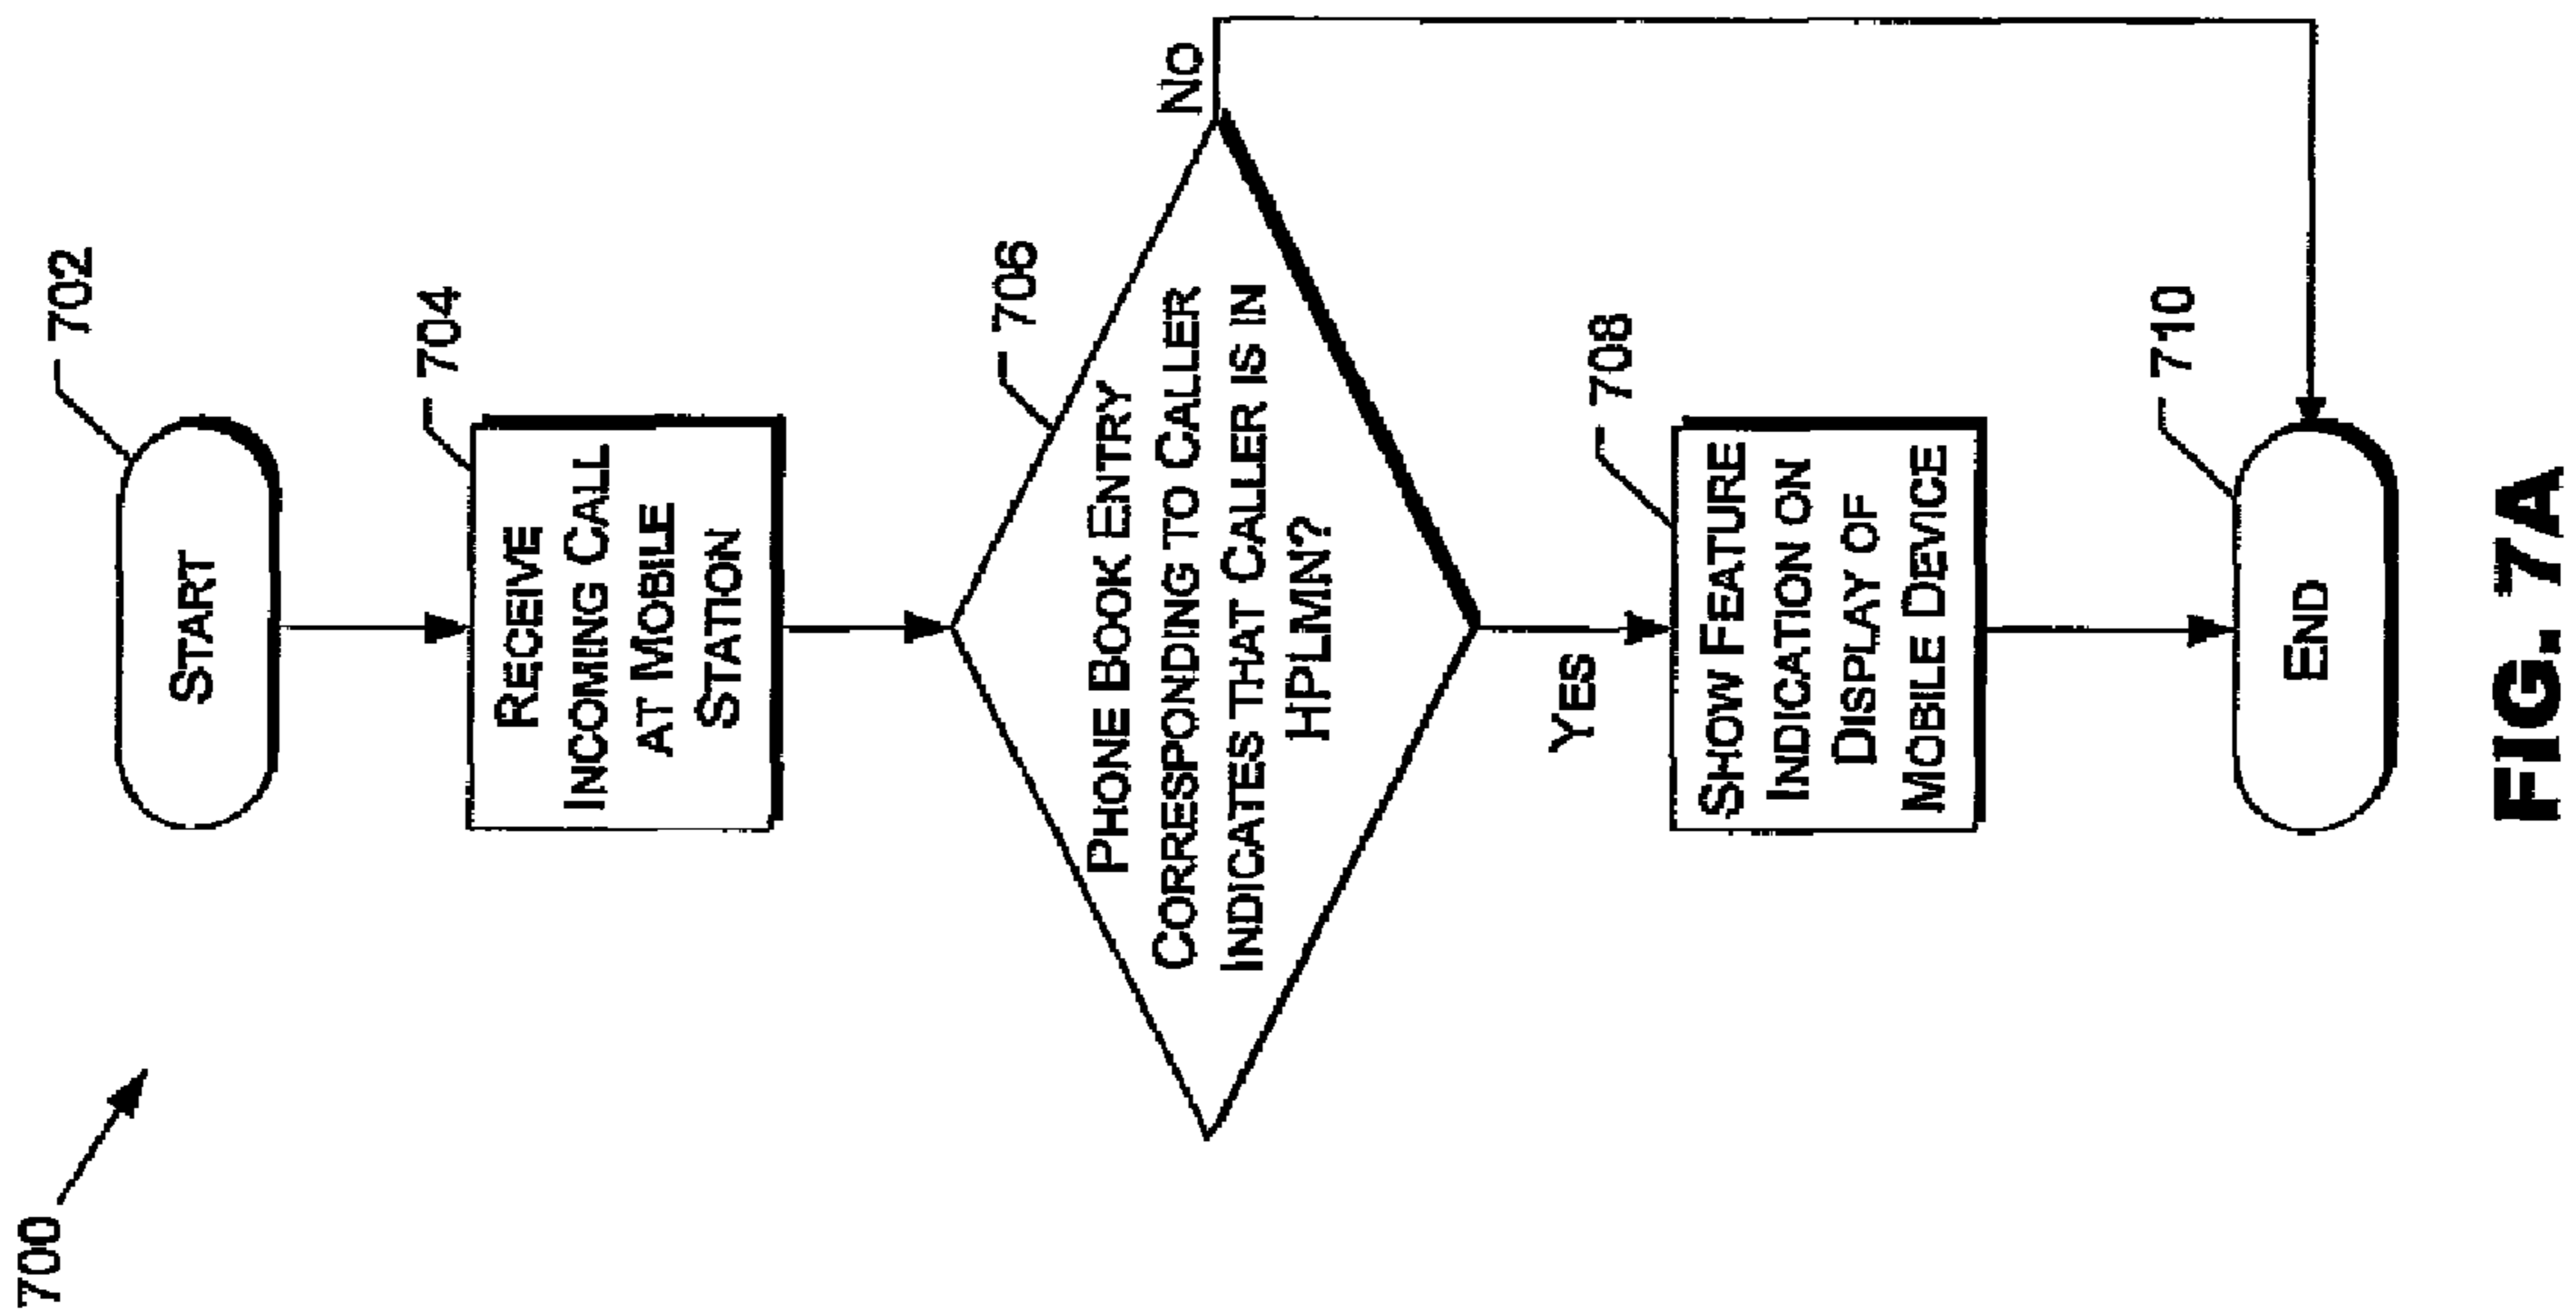 700
START
702
RECEIVE
INCOMING CALL
AT MOBILE
STATION
704
PHONE BOOK ENTRY
CORRESPONDING TO CALLER
INDICATES THAT CALLER IS IN
HPLMN?
706
NO
YES
SHOW FEATURE
INDICATION ON
DISPLAY OF
MOBILE DEVICE
708
END
710
FIG. 7A